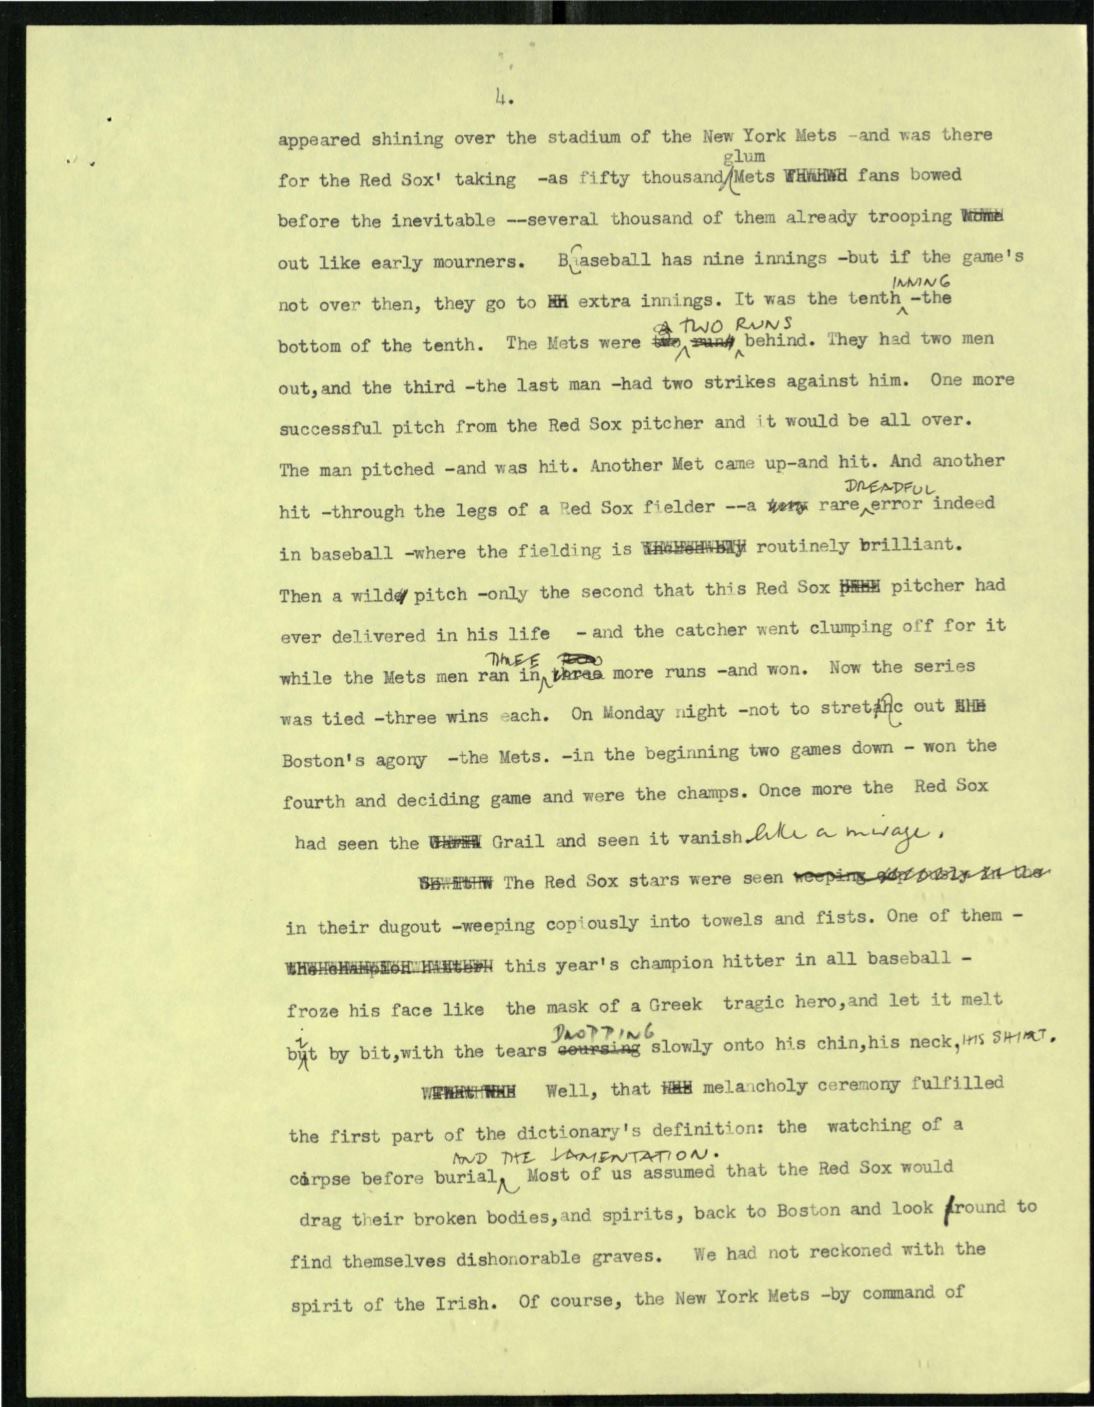 4.
appeared shining over the stadium of the New York Mets -and was there
glum
for the Red Sox' taking -as fifty thousand Mets fans bowed
before the inevitable --several thousand of them already trooping
out like early mourners. Baseball has nine innings -but if the game's
INNING
not over then, they go to extra innings. It was the tenth -the
TWO RUNS
bottom of the tenth. The Mets were two runs behind. They had two men
out,and the third -the last man -had two strikes against him. One more
successful pitch from the Red Sox pitcher and it would be all over.
The man pitched -and was hit. Another Met came up-and hit. And another
DREADFUL
hit -through the legs of a Red Sox fielder --a very rare error indeed
in baseball -where the fielding is routinely brilliant.
Then a wild pitch -only the second that this Red Sox pitcher had
ever delivered in his life - and the catcher went clumping off for it
THREE
while the Mets men ran in three more runs -and won. Now the series
was tied -three wins each. On Monday night -not to stretch out
Boston's agony -the Mets. -in the beginning two games down - won the
fourth and deciding game and were the champs. Once more the Red Sox
had seen the Grail and seen it vanish like a mirage.
The Red Sox stars were seen weeping copiously in the
in their dugout -weeping copiously into towels and fists. One of them -
the champion hitter this year's champion hitter in all baseball -
froze his face like the mask of a Greek tragic hero,and let it melt
DROPPING
bit by bit,with the tears coursing slowly onto his chin,his neck, HIS SHIRT.
Well, that melancholy ceremony fulfilled
the first part of the dictionary's definition: the watching of a
AND THE LAMENTATION.
corpse before burial, Most of us assumed that the Red Sox would
drag their broken bodies,and spirits, back to Boston and look round to
find themselves dishonorable graves. We had not reckoned with the
spirit of the Irish. Of course, the New York Mets -by command of